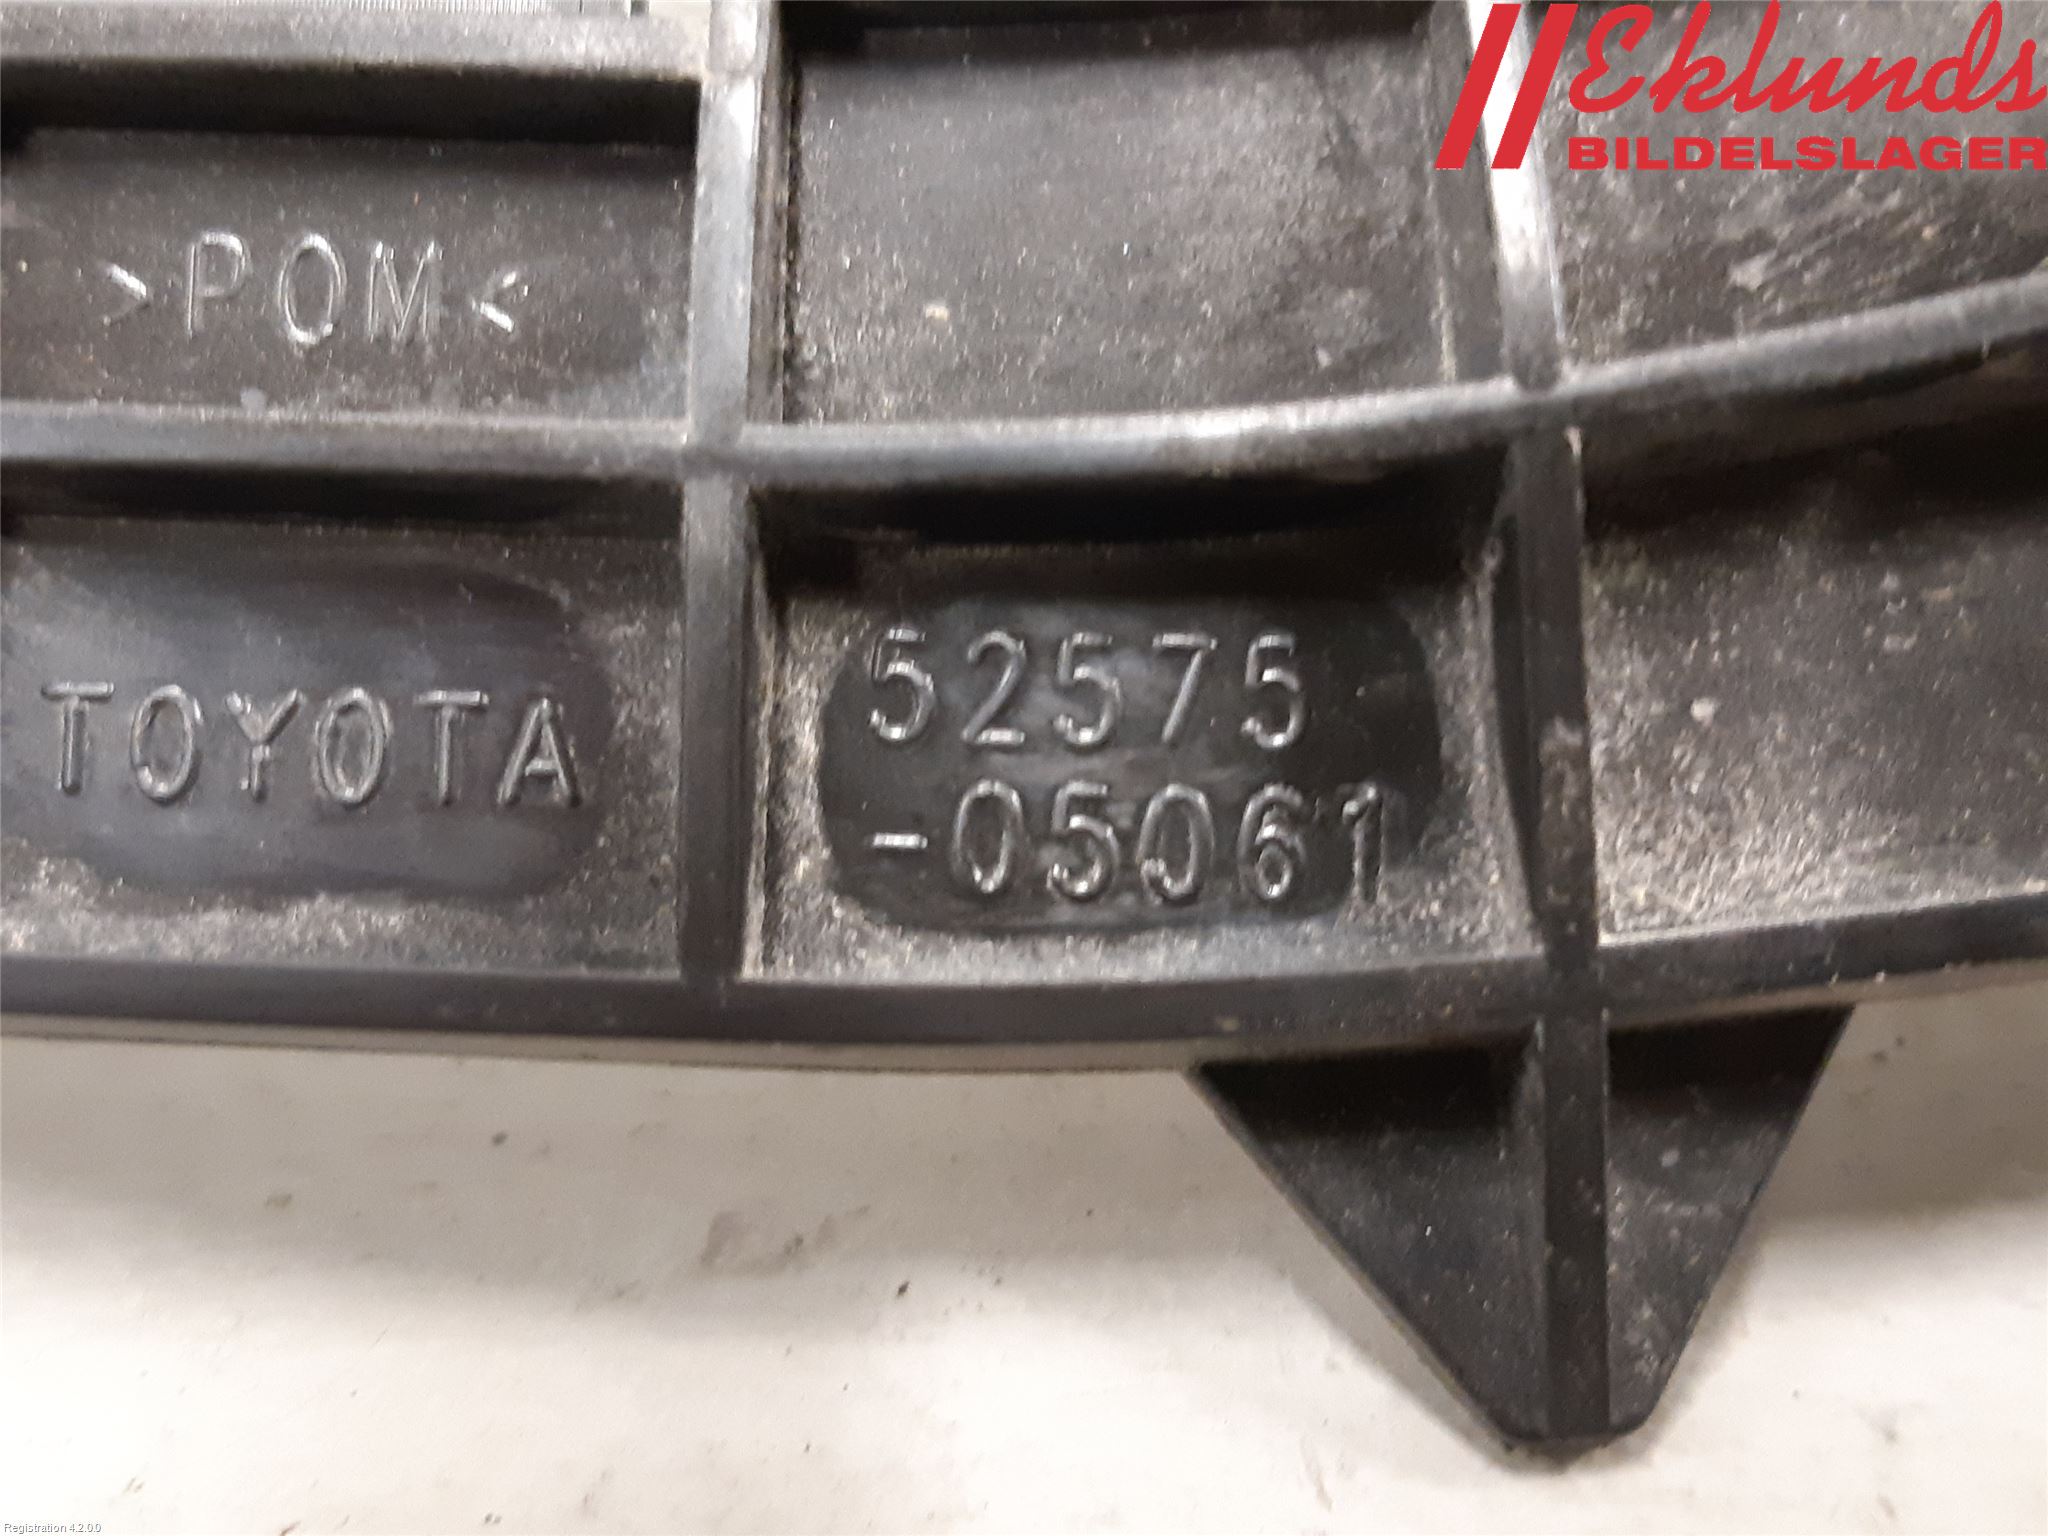 Eklunds
BILDELSLAGER
>POM<
TOYOTA
52575
-05061
Registration 4.2.0.0